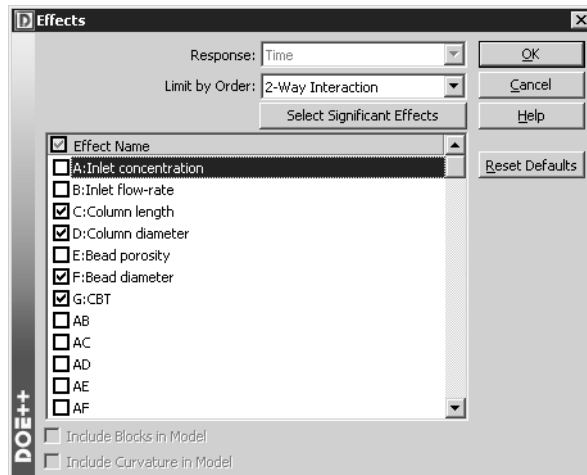 Effects
Response: Time
OK
Limit by Order: 2-Way Interaction
Cancel
Select Significant Effects
Help
Effect Name
Reset Defaults
A:Inlet concentration
B:Inlet flow-rate
C:Column length
D:Column diameter
E:Bead porosity
F:Bead diameter
G:CBT
AB
AC
AD
AE
AF
Include Blocks in Model
Include Curvature in Model
DOE++